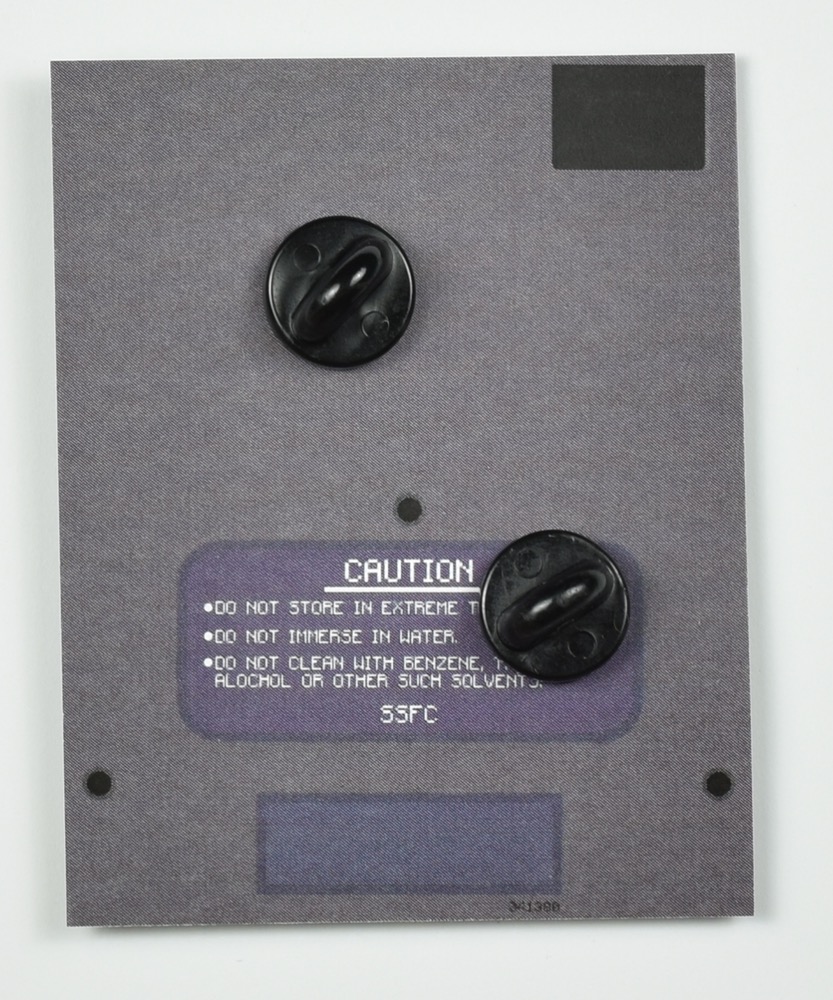 CAUTION
•DO NOT STORE IN EXTREME
•DO NOT IMMERSE IN WATER.
•DO NOT CLEAN WITH BENZENE,
ALOCHOL OR OTHER SUCH SOLVENTS.
SSFC